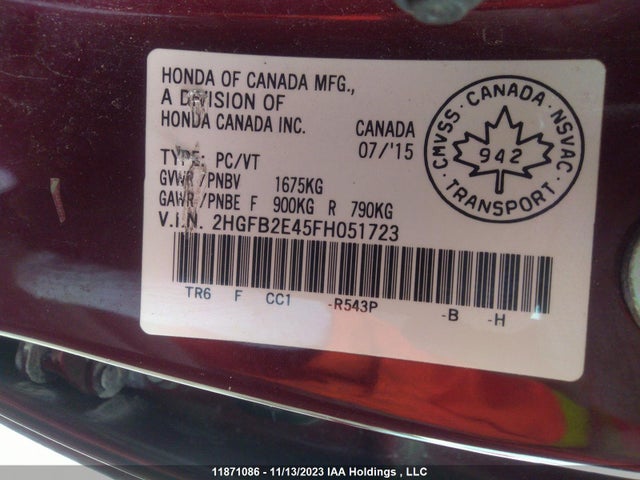 HONDA OF CANADA MFG.,
A DIVISION OF
HONDA CANADA INC.
CANADA
07/'15
TYPE: PC/VT
GVWR/PNBV 1675KG
GAWR/PNBE F 900KG R 790KG
V.I.N. 2HGFB2E45FH051723
TR6 F CC1 -R543P -B -H
CMVSS · CANADA · NSVAC
942
· TRANSPORT ·
11871086 - 11/13/2023 IAA Holdings , LLC